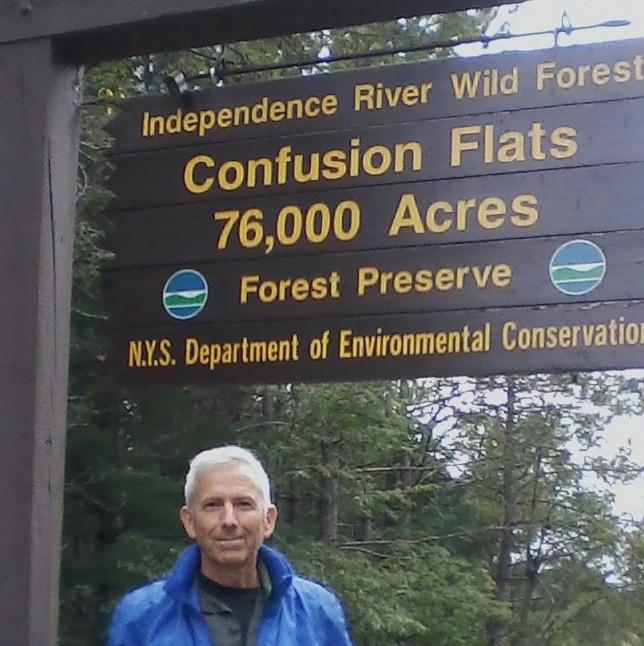 Independence River Wild Forest
Confusion Flats
76,000 Acres
Forest Preserve
N.Y.S. Department of Environmental Conservation